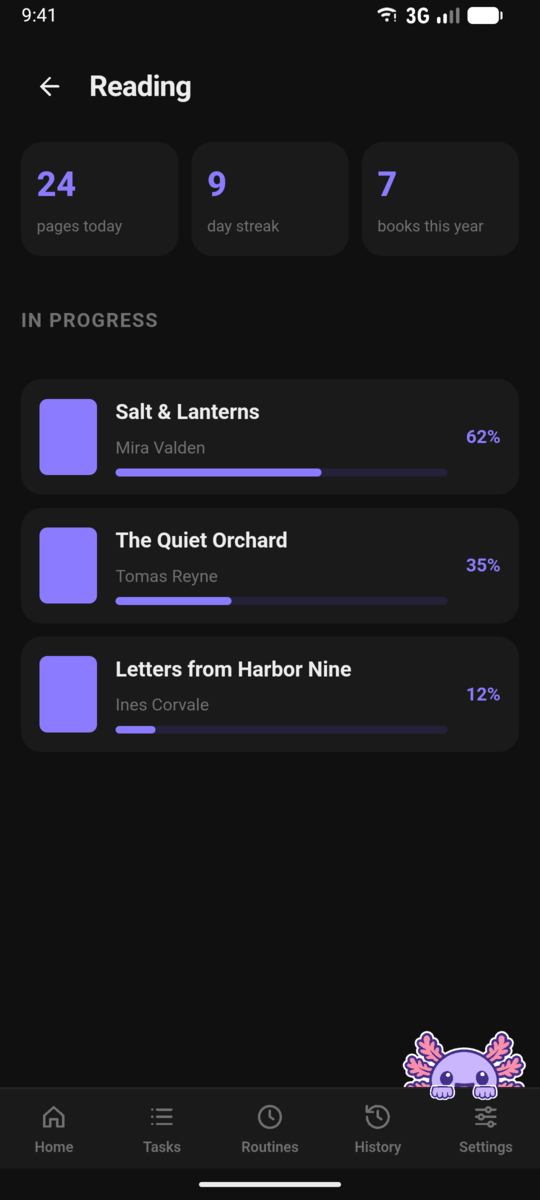 9:41 3G
Reading
24 9 7
pages today day streak books this year
IN PROGRESS
Salt & Lanterns
Mira Valden
62%
The Quiet Orchard
Tomas Reyne
35%
Letters from Harbor Nine
Ines Corvale
12%
Home Tasks Routines History Settings